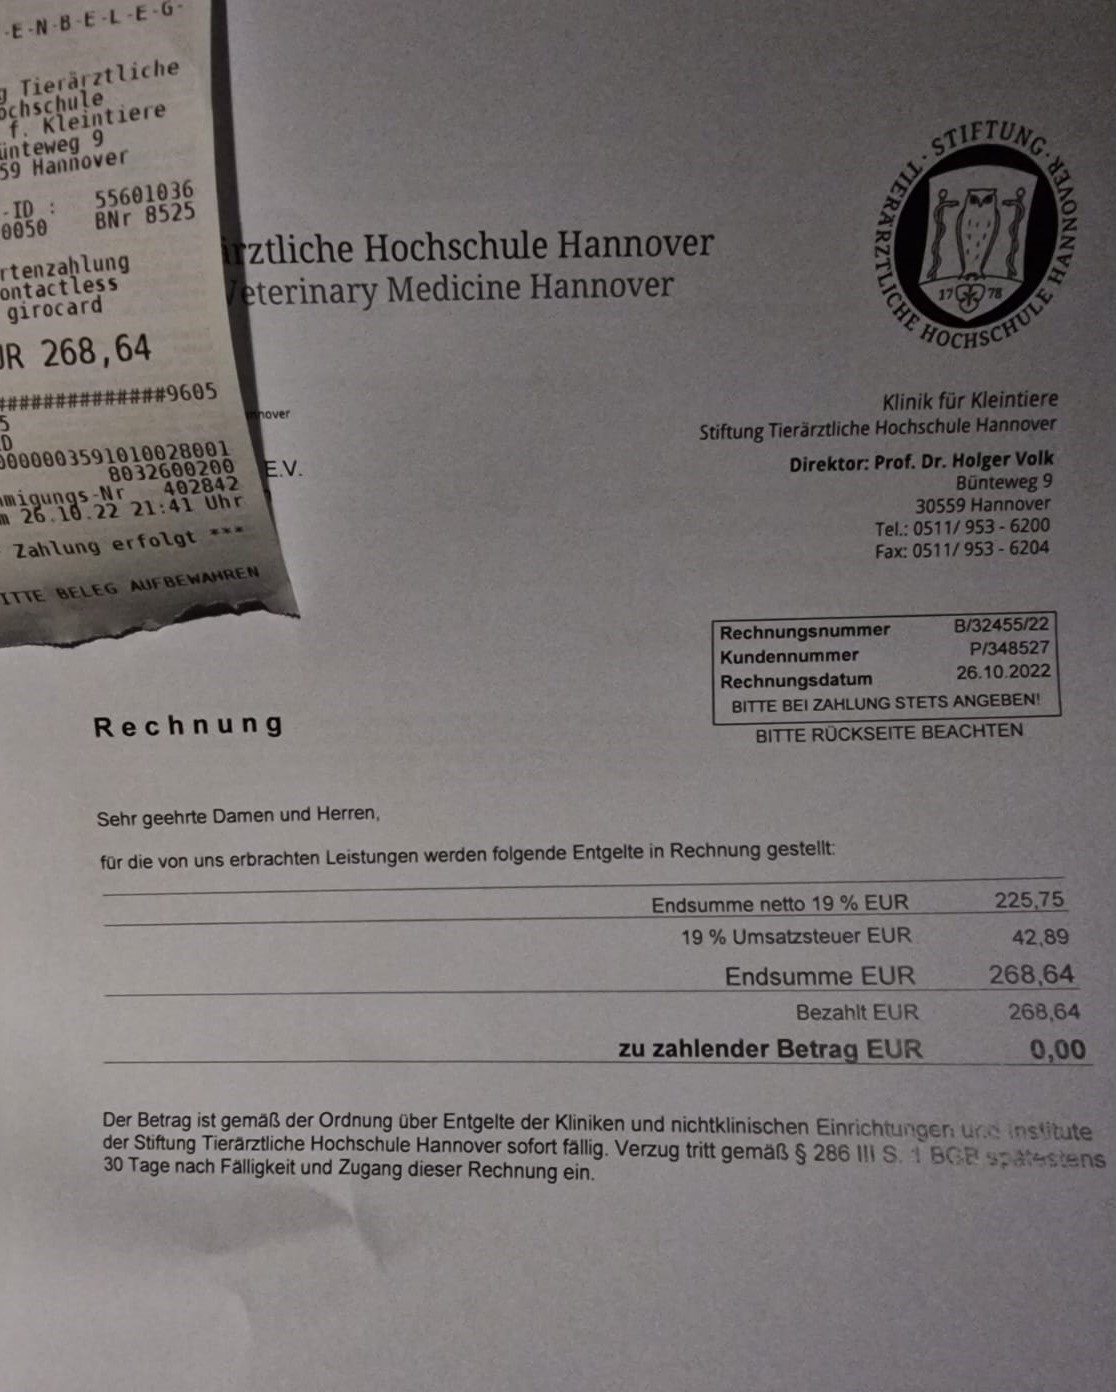 -E-N-B-E-L-E-G-
g Tierärztliche
ochschule
f. Kleintiere
ünteweg 9
59 Hannover
-ID : 55601036
0050 BNr 8525
rtenzahlung
ontactless
girocard
UR 268,64
#############9605
5
D
0000003591010028001
8032600200
migungs-Nr 402842
m 26.10.22 21:41 Uhr
Zahlung erfolgt ***
ITTE BELEG AUFBEWAHREN
ärztliche Hochschule Hannover
Veterinary Medicine Hannover
STIFTUNG · TIERÄRZTLICHE HOCHSCHULE HANNOVER ·
17 78
nover
E.V.
Klinik für Kleintiere
Stiftung Tierärztliche Hochschule Hannover
Direktor: Prof. Dr. Holger Volk
Bünteweg 9
30559 Hannover
Tel.: 0511/ 953 - 6200
Fax: 0511/ 953 - 6204
Rechnungsnummer B/32455/22
Kundennummer P/348527
Rechnungsdatum 26.10.2022
BITTE BEI ZAHLUNG STETS ANGEBEN!
BITTE RÜCKSEITE BEACHTEN
Rechnung
Sehr geehrte Damen und Herren,
für die von uns erbrachten Leistungen werden folgende Entgelte in Rechnung gestellt:
Endsumme netto 19 % EUR 225,75
19 % Umsatzsteuer EUR 42,89
Endsumme EUR 268,64
Bezahlt EUR 268,64
zu zahlender Betrag EUR 0,00
Der Betrag ist gemäß der Ordnung über Entgelte der Kliniken und nichtklinischen Einrichtungen und Institute
der Stiftung Tierärztliche Hochschule Hannover sofort fällig. Verzug tritt gemäß § 286 III S. 1 BGB spätestens
30 Tage nach Fälligkeit und Zugang dieser Rechnung ein.